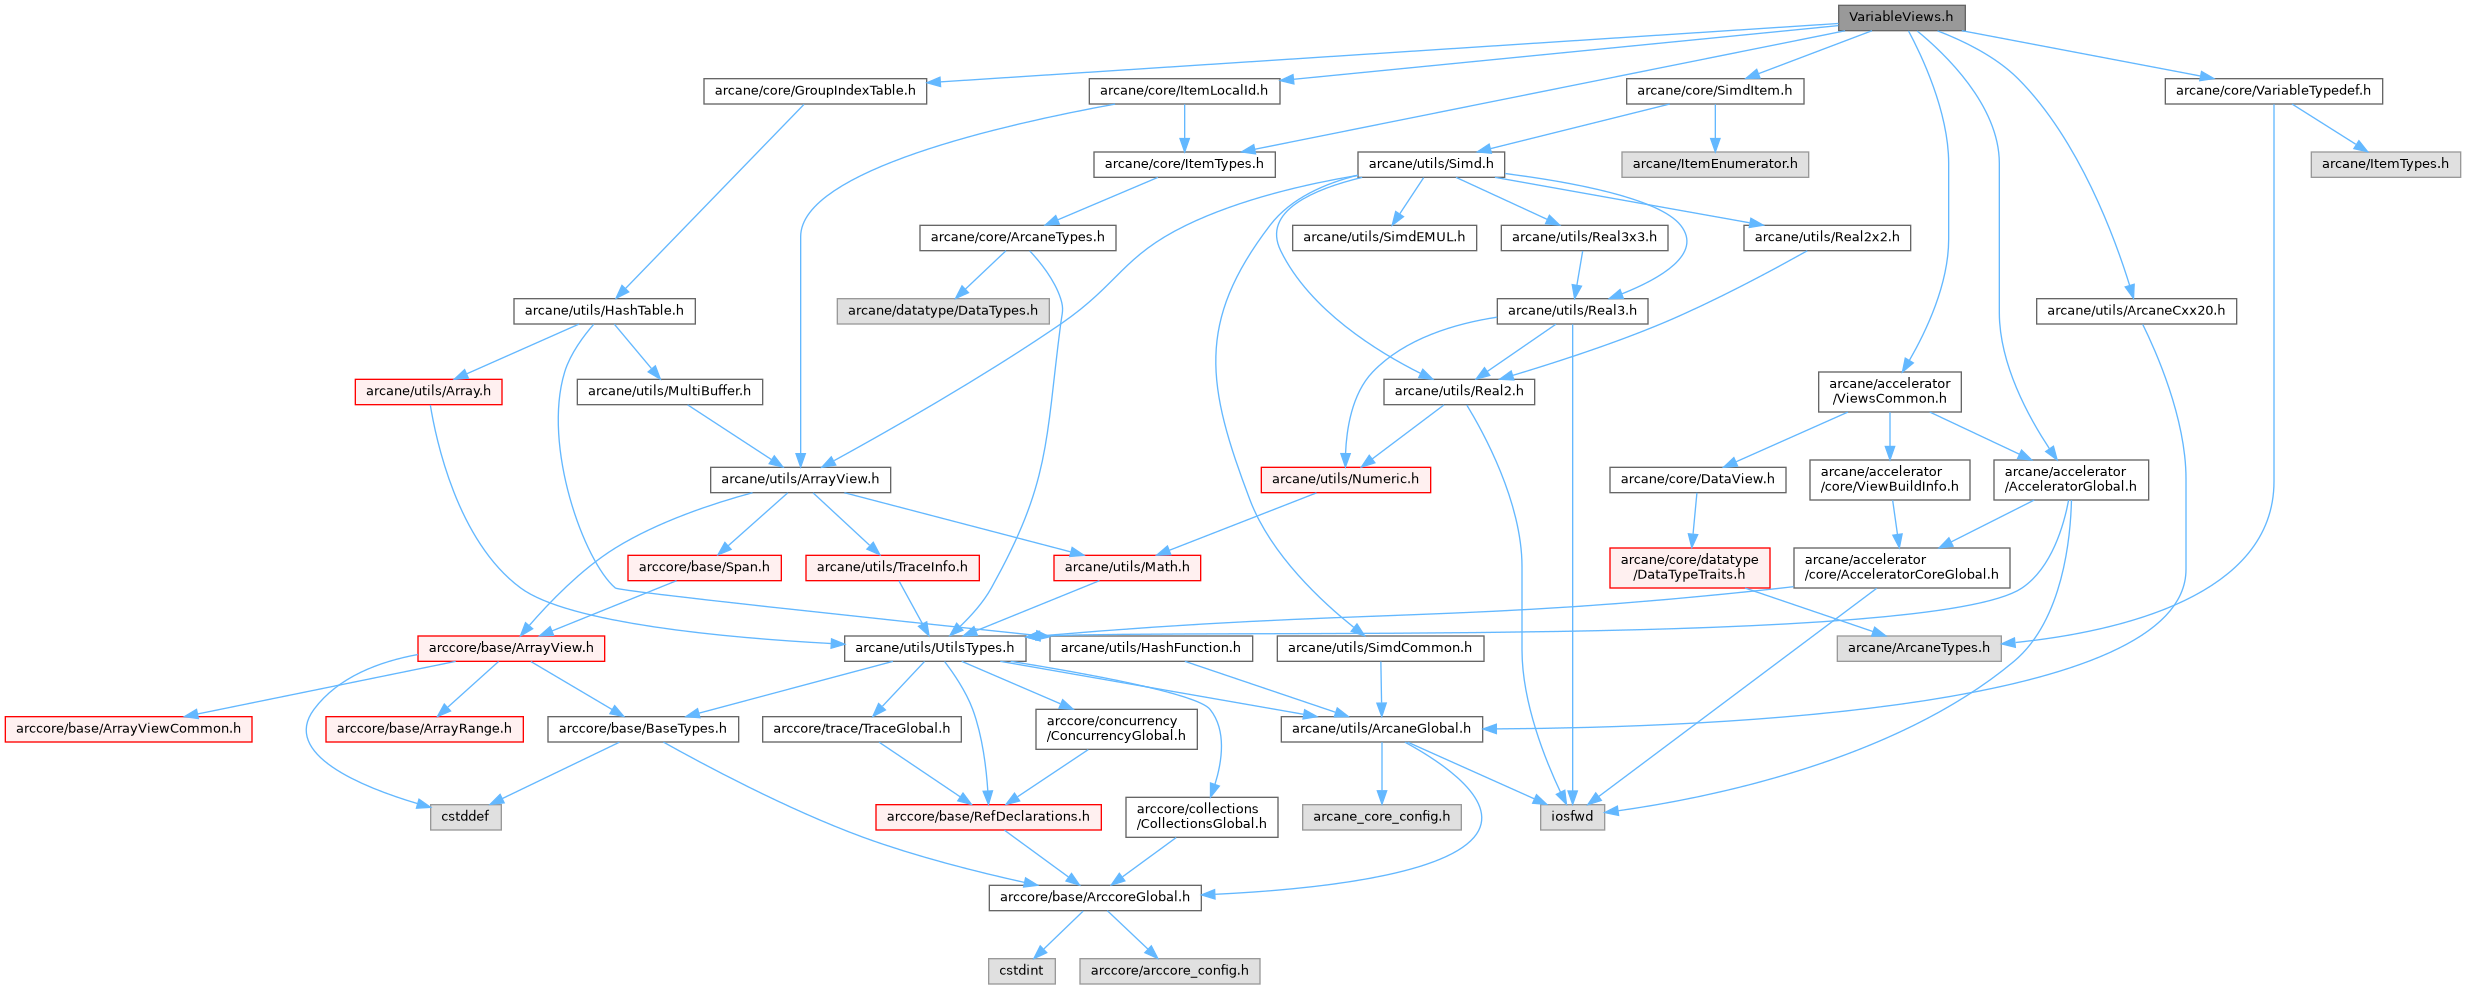 VariableViews.h
arcane/core/GroupIndexTable.h
arcane/core/ItemLocalId.h
arcane/core/SimdItem.h
arcane/core/VariableTypedef.h
arcane/core/ItemTypes.h
arcane/utils/Simd.h
arcane/ItemEnumerator.h
arcane/ItemTypes.h
arcane/core/ArcaneTypes.h
arcane/utils/SimdEMUL.h
arcane/utils/Real3x3.h
arcane/utils/Real2x2.h
arcane/utils/HashTable.h
arcane/datatype/DataTypes.h
arcane/utils/Real3.h
arcane/utils/ArcaneCxx20.h
arcane/utils/Array.h
arcane/utils/MultiBuffer.h
arcane/utils/Real2.h
arcane/accelerator
/ViewsCommon.h
arcane/utils/ArrayView.h
arcane/utils/Numeric.h
arcane/core/DataView.h
arcane/accelerator
/core/ViewBuildInfo.h
arcane/accelerator
/AcceleratorGlobal.h
arccore/base/Span.h
arcane/utils/TraceInfo.h
arcane/utils/Math.h
arcane/core/datatype
/DataTypeTraits.h
arcane/accelerator
/core/AcceleratorCoreGlobal.h
arccore/base/ArrayView.h
arcane/utils/UtilsTypes.h
arcane/utils/HashFunction.h
arcane/utils/SimdCommon.h
arcane/ArcaneTypes.h
arccore/base/ArrayViewCommon.h
arccore/base/ArrayRange.h
arccore/base/BaseTypes.h
arccore/trace/TraceGlobal.h
arccore/concurrency
/ConcurrencyGlobal.h
arcane/utils/ArcaneGlobal.h
cstddef
arccore/base/RefDeclarations.h
arccore/collections
/CollectionsGlobal.h
arcane_core_config.h
iosfwd
arccore/base/ArccoreGlobal.h
cstdint
arccore/arccore_config.h